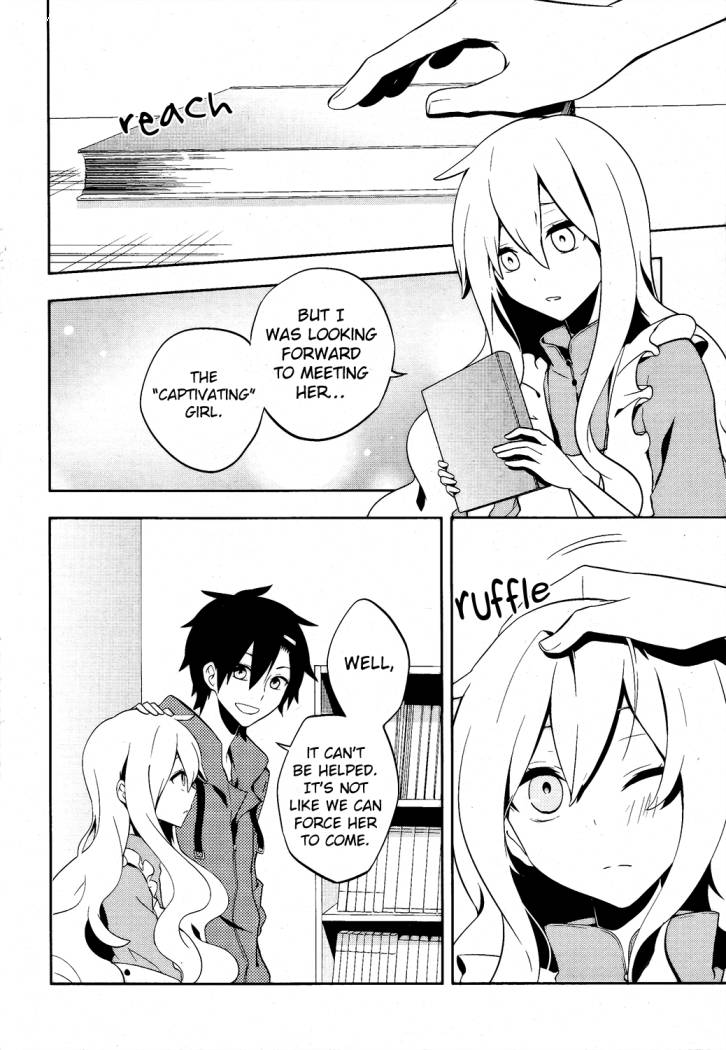 reach
BUT I
WAS LOOKING
FORWARD
TO MEETING
HER...
THE
"CAPTIVATING"
GIRL.
ruffle
WELL,
IT CAN'T
BE HELPED.
IT'S NOT
LIKE WE CAN
FORCE HER
TO COME.